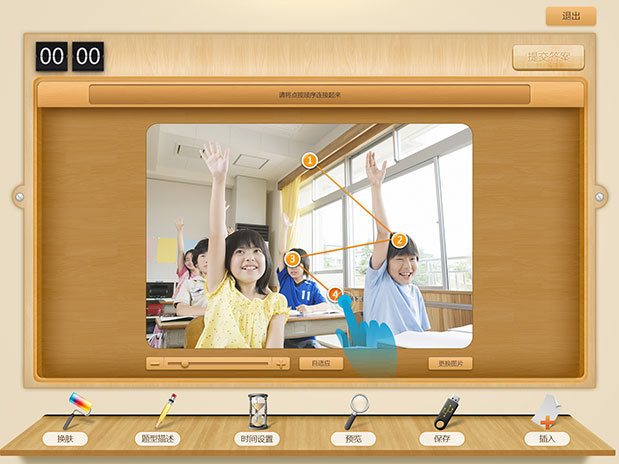 退出
00 00
提交答案
请将点按顺序连接起来
1
2
3
4
自适应
更换图片
换肤
题型描述
时间设置
预览
保存
插入